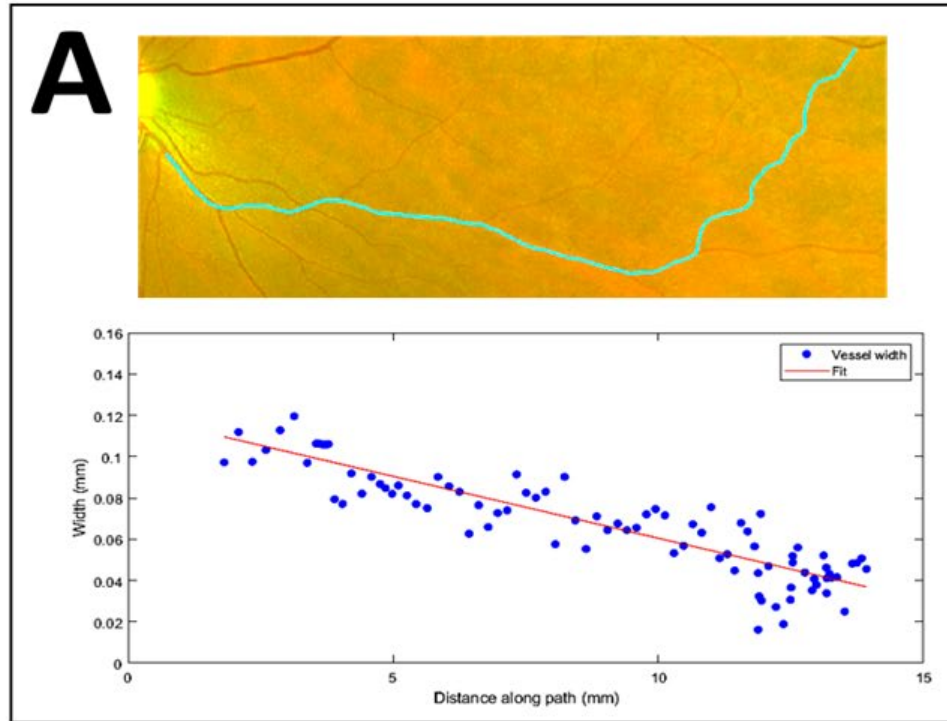 A
0.16
0.14
0.12
0.1
0.08
0.06
0.04
0.02
0
Width (mm)
Vessel width
Fit
0
5
10
15
Distance along path (mm)